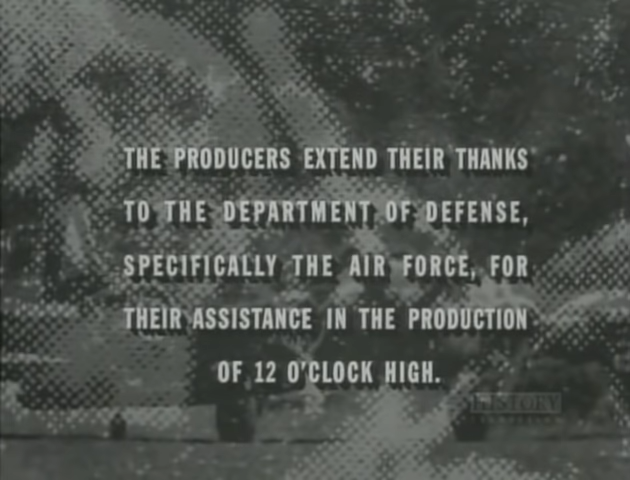 THE PRODUCERS EXTEND THEIR THANKS
TO THE DEPARTMENT OF DEFENSE,
SPECIFICALLY THE AIR FORCE, FOR
THEIR ASSISTANCE IN THE PRODUCTION
OF 12 O'CLOCK HIGH.
HISTORY